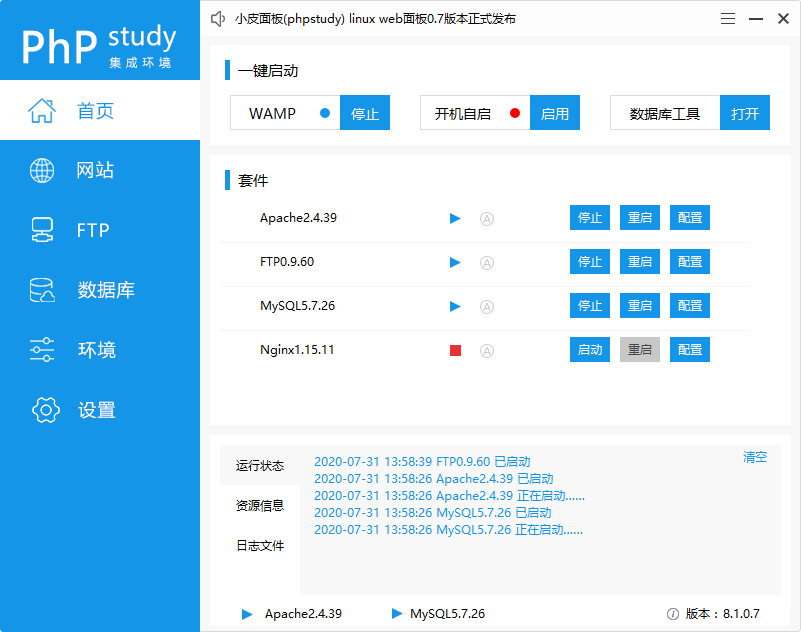 PhP study
集成环境
小皮面板(phpstudy) linux web面板0.7版本正式发布
首页
网站
FTP
数据库
环境
设置
一键启动
WAMP 停止 开机自启 启用 数据库工具 打开
套件
Apache2.4.39 A 停止 重启 配置
FTP0.9.60 A 停止 重启 配置
MySQL5.7.26 A 停止 重启 配置
Nginx1.15.11 A 启动 重启 配置
运行状态
资源信息
日志文件
清空
2020-07-31 13:58:39 FTP0.9.60 已启动
2020-07-31 13:58:26 Apache2.4.39 已启动
2020-07-31 13:58:26 Apache2.4.39 正在启动......
2020-07-31 13:58:26 MySQL5.7.26 已启动
2020-07-31 13:58:26 MySQL5.7.26 正在启动......
Apache2.4.39 MySQL5.7.26 版本：8.1.0.7